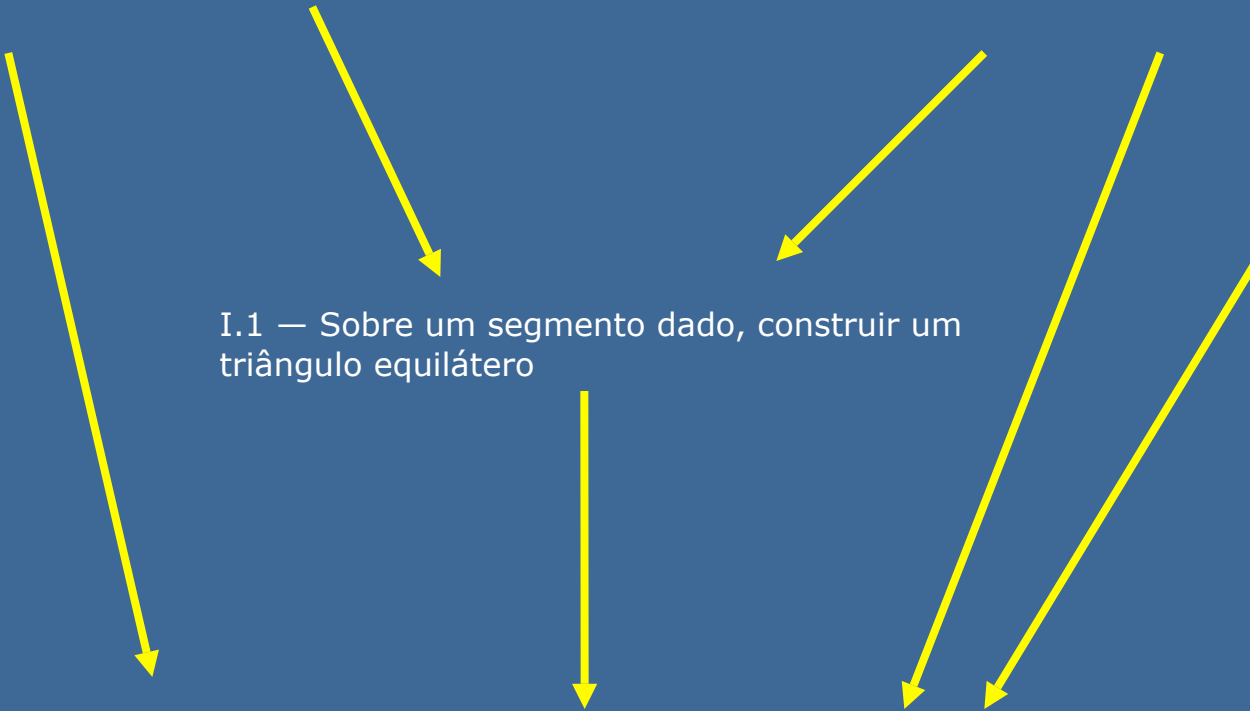 I.1 — Sobre um segmento dado, construir um
triângulo equilátero